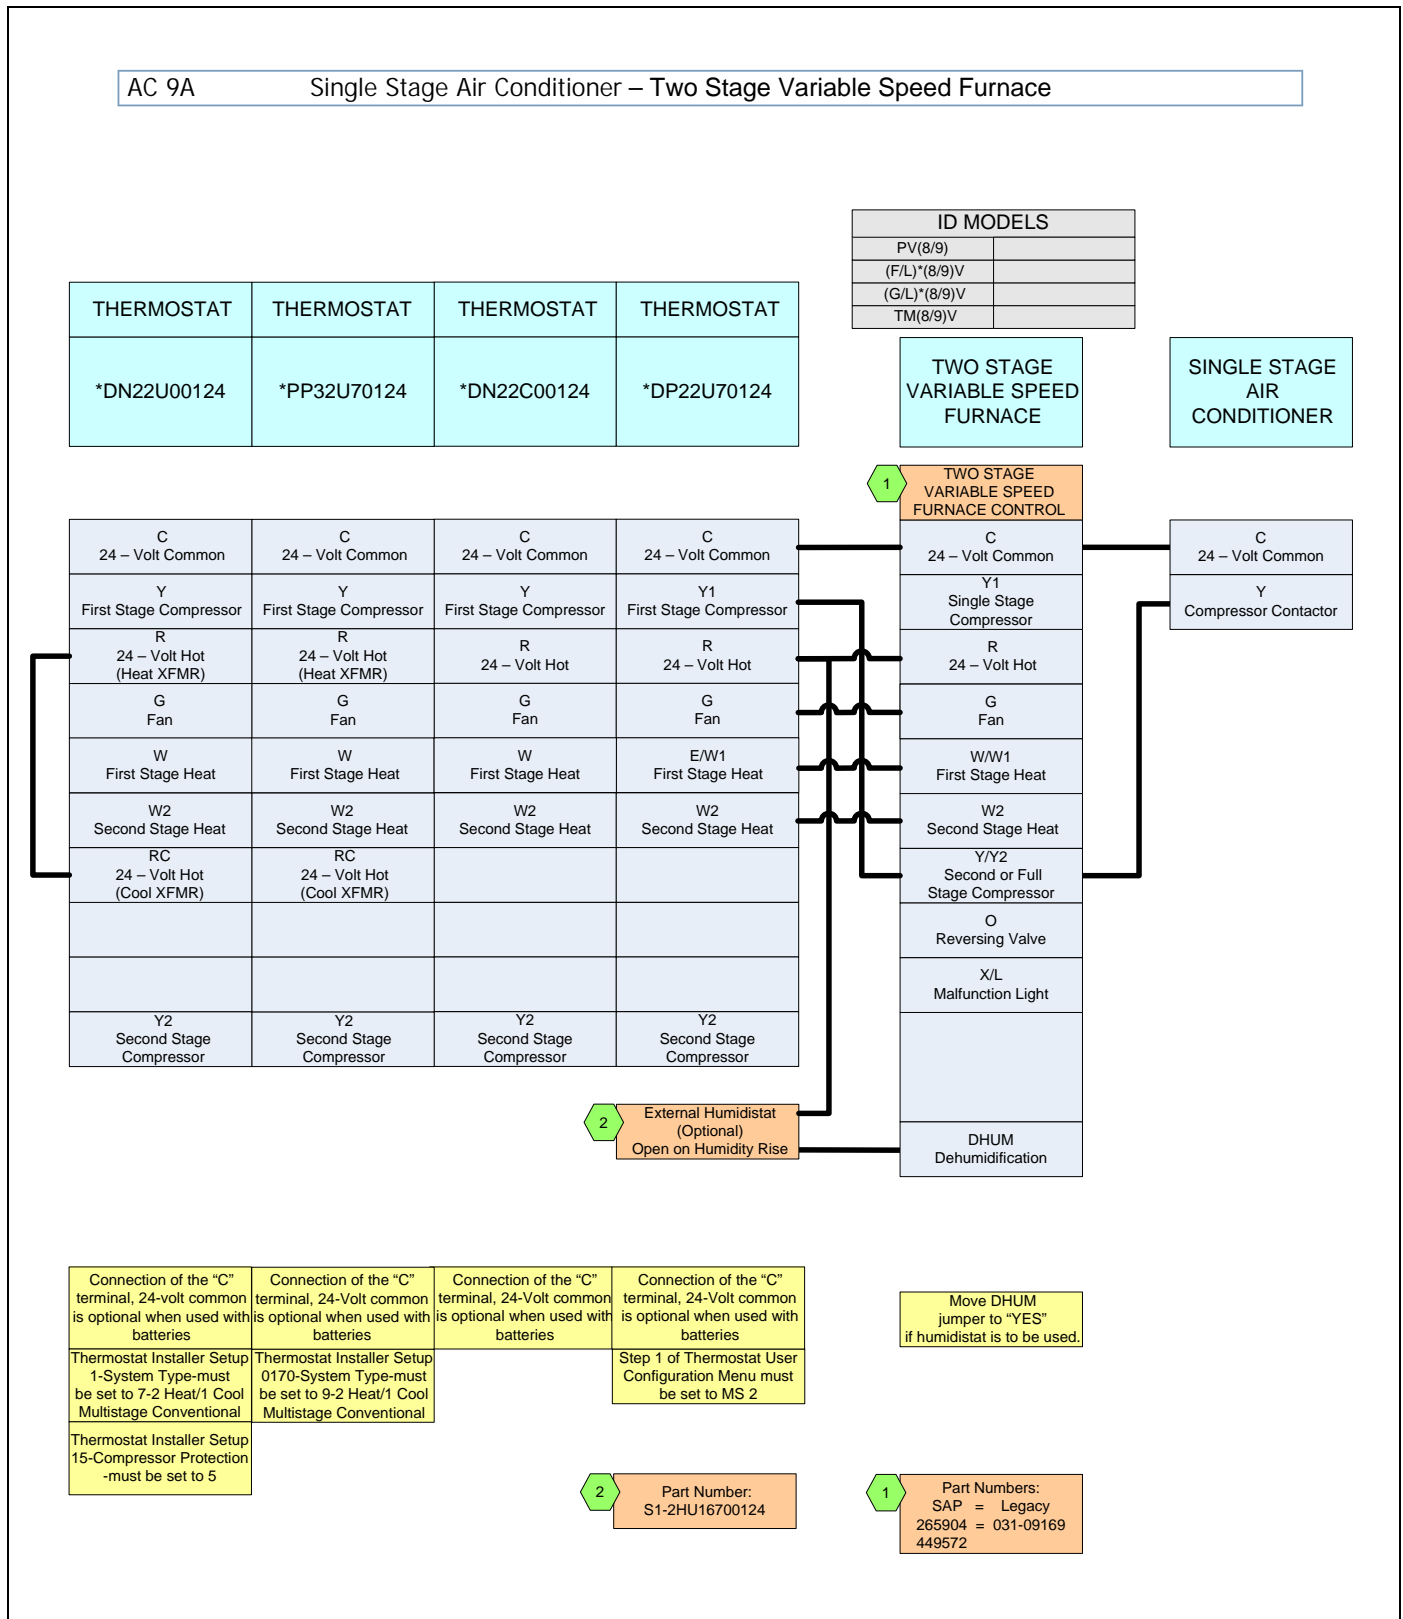 AC 9A Single Stage Air Conditioner – Two Stage Variable Speed Furnace
ID MODELS
PV(8/9)
(F/L)*(8/9)V
(G/L)*(8/9)V
TM(8/9)V
THERMOSTAT THERMOSTAT THERMOSTAT THERMOSTAT
*DN22U00124 *PP32U70124 *DN22C00124 *DP22U70124
TWO STAGE
VARIABLE SPEED
FURNACE
SINGLE STAGE
AIR
CONDITIONER
1
TWO STAGE
VARIABLE SPEED
FURNACE CONTROL
C
24 – Volt Common
Y
First Stage Compressor
R
24 – Volt Hot
(Heat XFMR)
G
Fan
W
First Stage Heat
W2
Second Stage Heat
RC
24 – Volt Hot
(Cool XFMR)
Y2
Second Stage
Compressor
C
24 – Volt Common
Y
First Stage Compressor
R
24 – Volt Hot
(Heat XFMR)
G
Fan
W
First Stage Heat
W2
Second Stage Heat
RC
24 – Volt Hot
(Cool XFMR)
Y2
Second Stage
Compressor
C
24 – Volt Common
Y
First Stage Compressor
R
24 – Volt Hot
G
Fan
W
First Stage Heat
W2
Second Stage Heat
Y2
Second Stage
Compressor
C
24 – Volt Common
Y1
First Stage Compressor
R
24 – Volt Hot
G
Fan
E/W1
First Stage Heat
W2
Second Stage Heat
Y2
Second Stage
Compressor
2
External Humidistat
(Optional)
Open on Humidity Rise
C
24 – Volt Common
Y1
Single Stage
Compressor
R
24 – Volt Hot
G
Fan
W/W1
First Stage Heat
W2
Second Stage Heat
Y/Y2
Second or Full
Stage Compressor
O
Reversing Valve
X/L
Malfunction Light
DHUM
Dehumidification
C
24 – Volt Common
Y
Compressor Contactor
Connection of the “C”
terminal, 24-volt common
is optional when used with
batteries
Thermostat Installer Setup
1-System Type-must
be set to 7-2 Heat/1 Cool
Multistage Conventional
Thermostat Installer Setup
15-Compressor Protection
-must be set to 5
Connection of the “C”
terminal, 24-Volt common
is optional when used with
batteries
Thermostat Installer Setup
0170-System Type-must
be set to 9-2 Heat/1 Cool
Multistage Conventional
Connection of the “C”
terminal, 24-Volt common
is optional when used with
batteries
Connection of the “C”
terminal, 24-Volt common
is optional when used with
batteries
Step 1 of Thermostat User
Configuration Menu must
be set to MS 2
Move DHUM
jumper to “YES”
if humidistat is to be used.
2
Part Number:
S1-2HU16700124
1
Part Numbers:
SAP = Legacy
265904 = 031-09169
449572